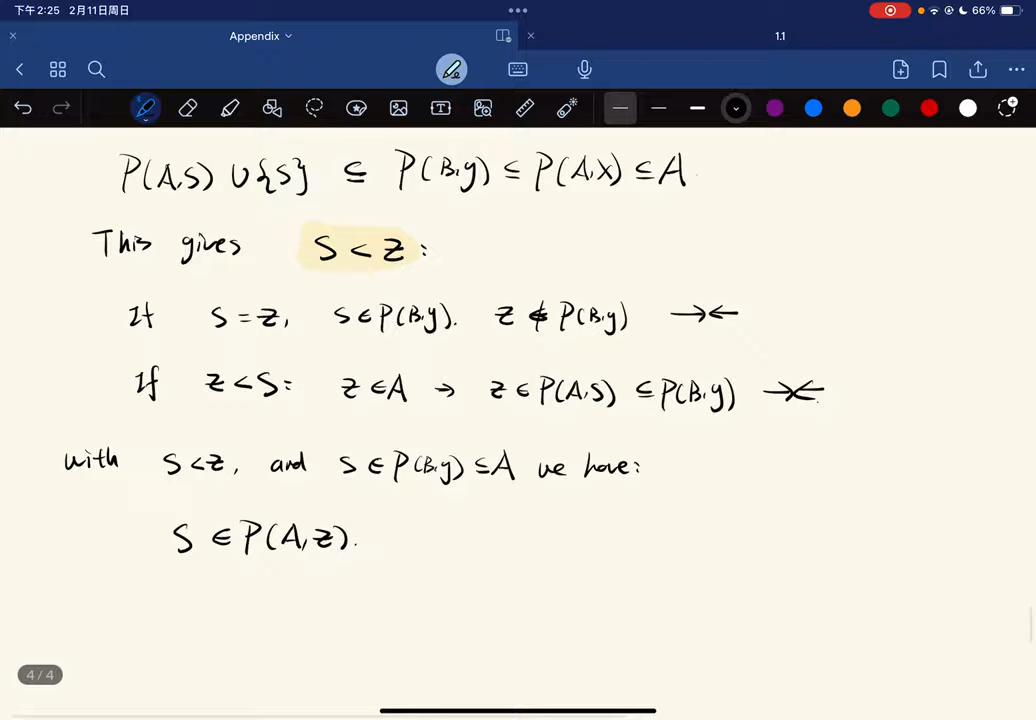 下午2:25 2月11日周日
66%
Appendix
1.1
P(A,S) ∪{S} ⊆ P(B,y) ⊆ P(A,X) ⊆ A
This gives S < Z:
If S = Z, S ∈ P(B,y). Z ∉ P(B,y) →←
If Z < S: Z ∈ A → Z ∈ P(A,S) ⊆ P(B,y) →←
with S < Z, and S ∈ P(B,y) ⊆ A we have:
S ∈ P(A,Z).
4 / 4